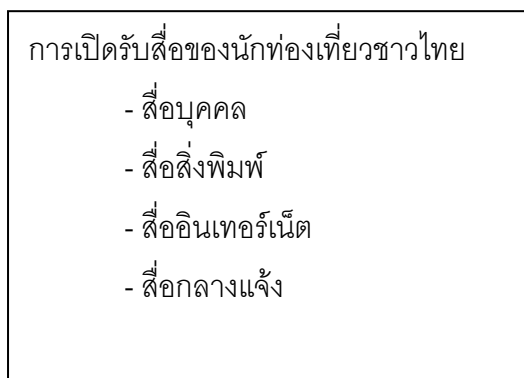 การเปิดรับสื่อของนักท่องเที่ยวชาวไทย
- สื่อบุคคล
- สื่อสิ่งพิมพ์
- สื่ออินเทอร์เน็ต
- สื่อกลางแจ้ง